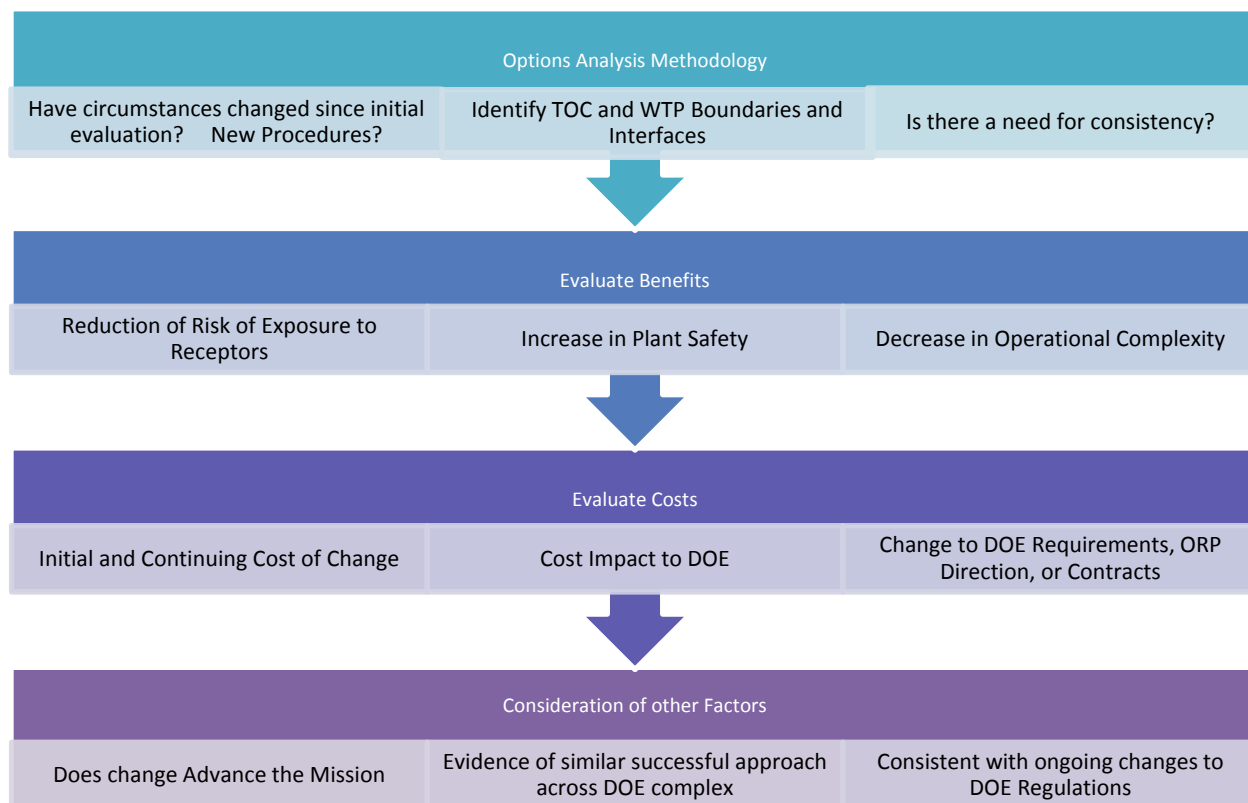 Options Analysis Methodology
Have circumstances changed since initial
evaluation? New Procedures?
Identify TOC and WTP Boundaries and
Interfaces
Is there a need for consistency?
Evaluate Benefits
Reduction of Risk of Exposure to
Receptors
Increase in Plant Safety
Decrease in Operational Complexity
Evaluate Costs
Initial and Continuing Cost of Change
Cost Impact to DOE
Change to DOE Requirements, ORP
Direction, or Contracts
Consideration of other Factors
Does change Advance the Mission
Evidence of similar successful approach
across DOE complex
Consistent with ongoing changes to
DOE Regulations